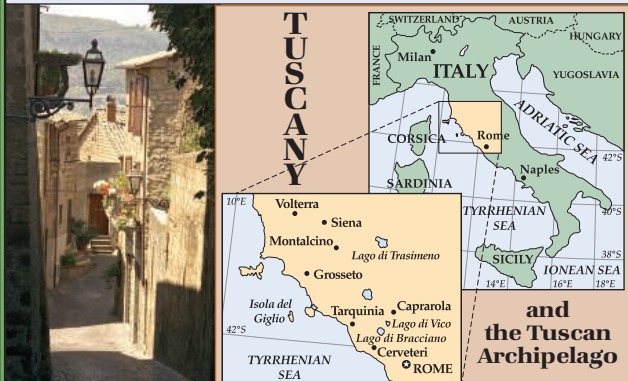 TUSCANY
SWITZERLAND
AUSTRIA
HUNGARY
FRANCE
Milan
ITALY
YUGOSLAVIA
ADRIATIC SEA
CORSICA
Rome
42°S
SARDINIA
Naples
40°S
TYRRHENIAN
SEA
38°S
SICILY
IONEAN SEA
14°E
16°E
18°E
10°E
Volterra
Siena
Montalcino
Lago di Trasimeno
Grosseto
Isola del
Giglio
Tarquinia
Caprarola
Lago di Vico
42°S
Lago di Bracciano
Cerveteri
ROME
TYRRHENIAN
SEA
and
the Tuscan
Archipelago